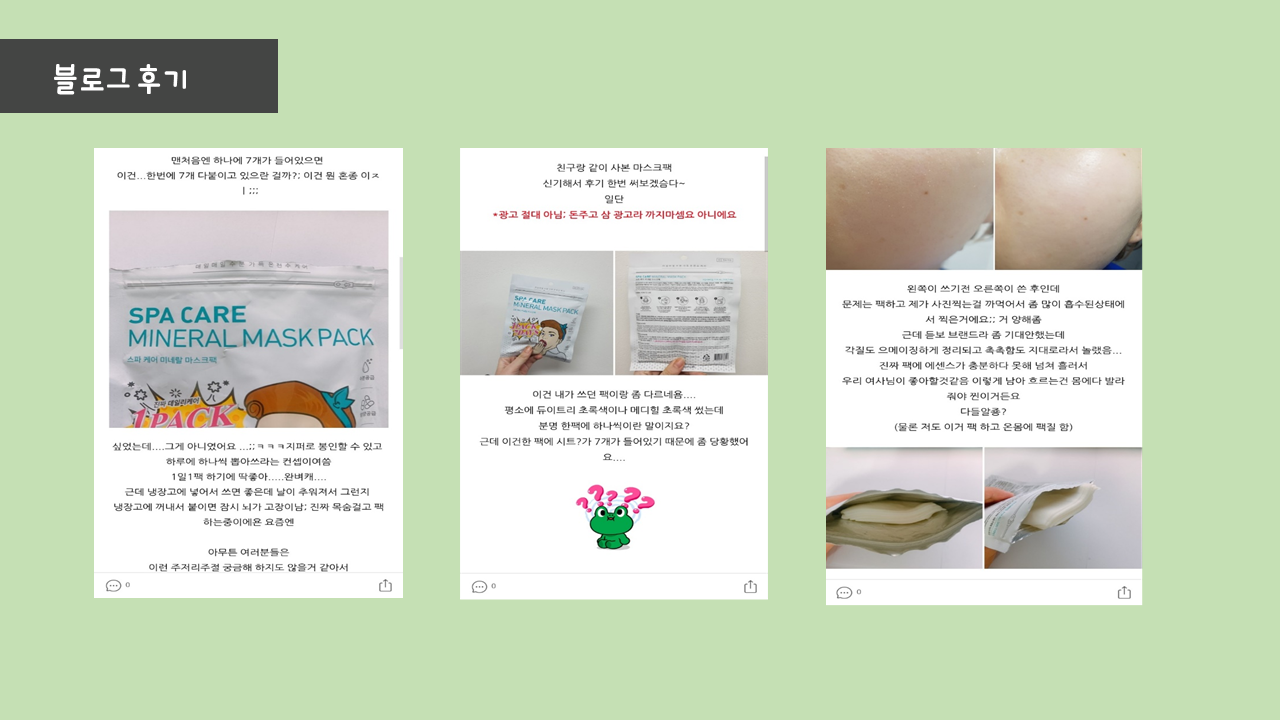 블로그 후기
맨처음엔 하나에 7개가 들어있으면
이건...한번에 7개 다붙이고 있으란 걸까?; 이건 뭔 혼종 이ㅈ
ㅣ;;;
SPA CARE
MINERAL MASK PACK
스파 케어 미네랄 마스크팩
진짜 데일리케어
1PACK
싶었는데....그게 아니였어요 ...;; ㅋㅋㅋ지퍼로 봉인할 수 있고
하루에 하나씩 뽑아쓰라는 컨셉이여씀
1일1팩 하기에 딱좋아.....완벼캐....
근데 냉장고에 넣어서 쓰면 좋은데 날이 추워져서 그런지
냉장고에 꺼내서 붙이면 잠시 뇌가 고장이남; 진짜 목숨걸고 팩
하는중이에욘 요즘엔
아무튼 여러분들은
이런 주저리주절 궁금해 하지도 않을거 같아서
0
친구랑 같이 사본 마스크팩
신기해서 후기 한번 써보겠슴다~
일단
*광고 절대 아님; 돈주고 삼 광고라 까지마셈요 아니에요
SPA CARE
이건 내가 쓰던 팩이랑 좀 다르네욤....
평소에 듀이트리 초록색이나 메디힐 초록색 썼는데
분명 한팩에 하나씩이란 말이지요?
근데 이건한 팩에 시트?가 7개가 들어있기 때문에 좀 당황했어
요....
????
0
왼쪽이 쓰기전 오른쪽이 쓴 후인데
문제는 팩하고 제가 사진찍는걸 까먹어서 좀 많이 흡수된상태에
서 찍은거에요;; 거 양해좀
근데 듣보 브랜드라 좀 기대안했는데
각질도 으메이징하게 정리되고 촉촉함도 지대로라서 놀랬음...
진짜 팩에 에센스가 충분하다 못해 넘쳐 흘러서
우리 여사님이 좋아할것같음 이렇게 남아 흐르는건 몸에다 발라
줘야 찐이거든요
다들알죵?
(물론 저도 이거 팩 하고 온몸에 팩질 함)
0